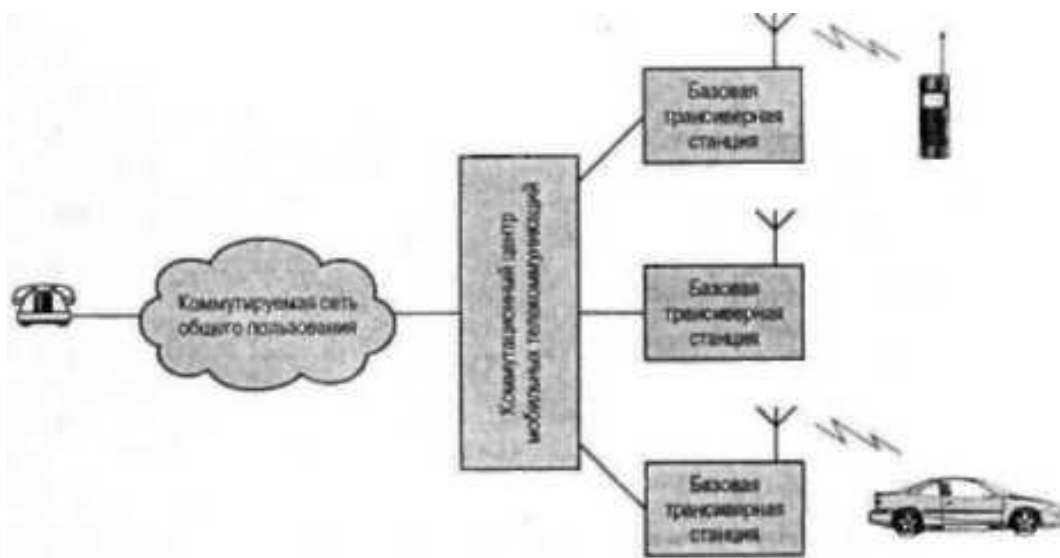 Коммутируемая сеть
общего пользования
Коммутационный центр
мобильных телекоммуникаций
Базовая
трансиверная
станция
Базовая
трансиверная
станция
Базовая
трансиверная
станция